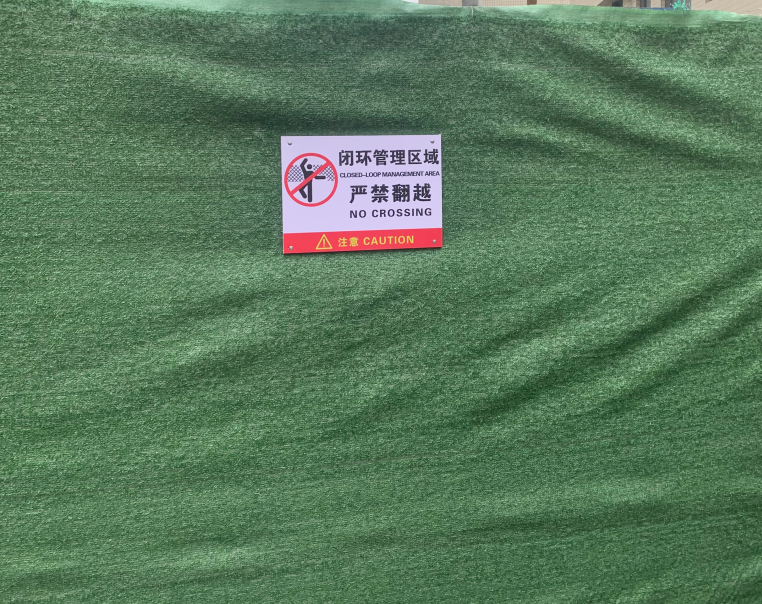 闭环管理区域
CLOSED-LOOP MANAGEMENT AREA
严禁翻越
NO CROSSING
注意 CAUTION